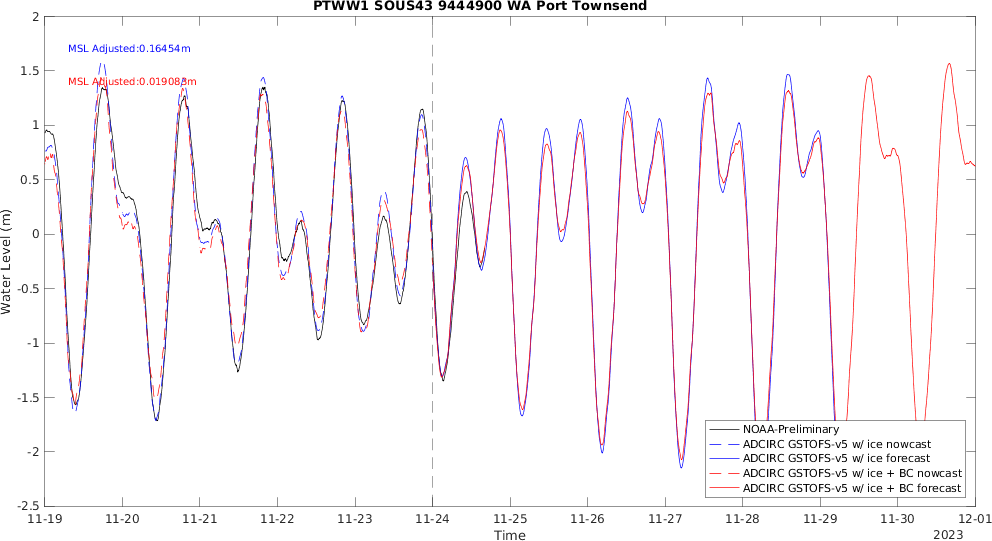 PTWW1 SOUS43 9444900 WA Port Townsend
MSL Adjusted:0.16454m
MSL Adjusted:0.019083m
Water Level (m)
2
1.5
1
0.5
0
-0.5
-1
-1.5
-2
-2.5
NOAA-Preliminary
ADCIRC GSTOFS-v5 w/ ice nowcast
ADCIRC GSTOFS-v5 w/ ice forecast
ADCIRC GSTOFS-v5 w/ ice + BC nowcast
ADCIRC GSTOFS-v5 w/ ice + BC forecast
11-19 11-20 11-21 11-22 11-23 11-24 11-25 11-26 11-27 11-28 11-29 11-30 12-01
Time
2023